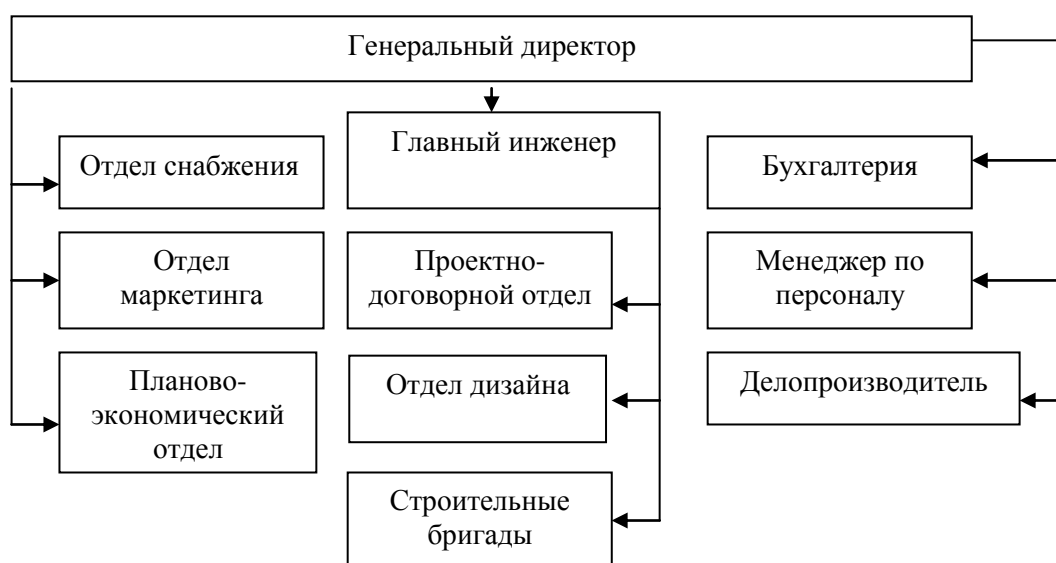 Генеральный директор
Главный инженер
Отдел снабжения
Бухгалтерия
Отдел
маркетинга
Проектно-
договорной отдел
Менеджер по
персоналу
Планово-
экономический
отдел
Отдел дизайна
Делопроизводитель
Строительные
бригады